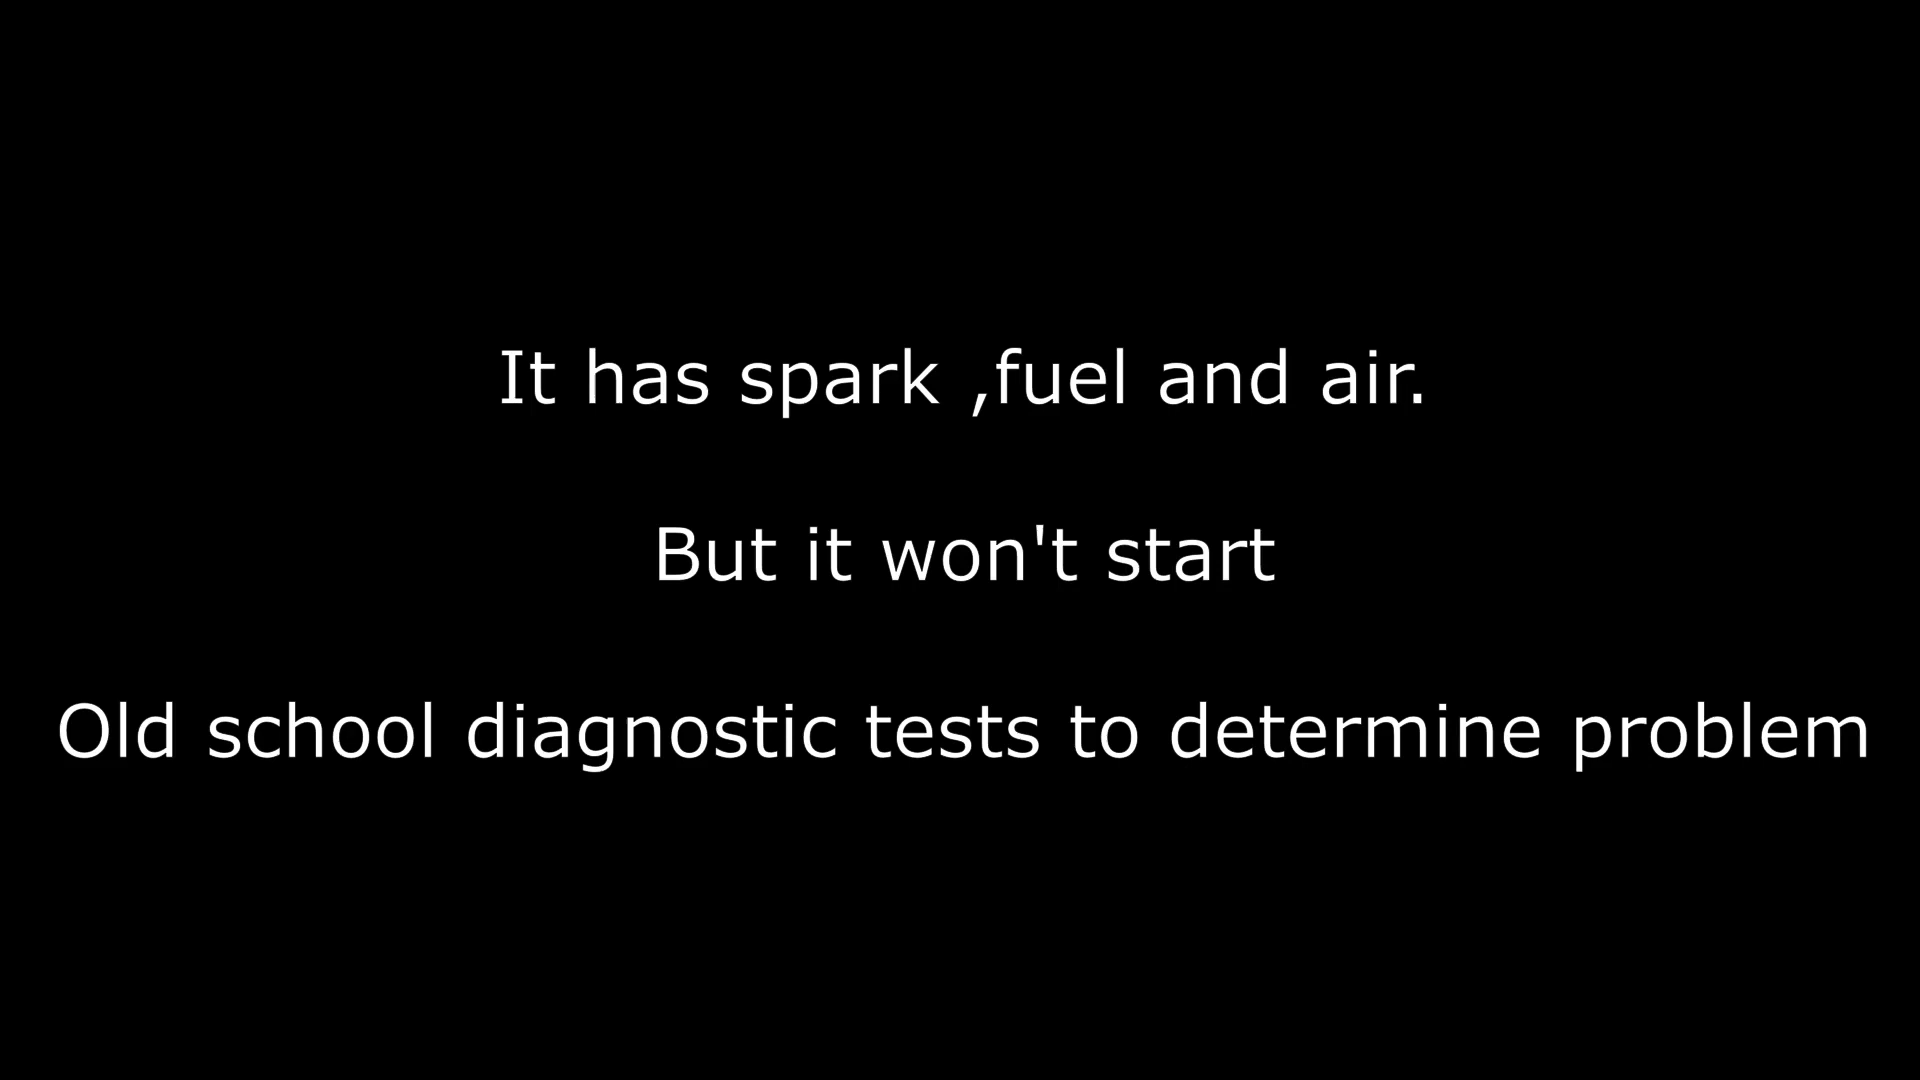 It has spark ,fuel and air.
But it won't start
Old school diagnostic tests to determine problem